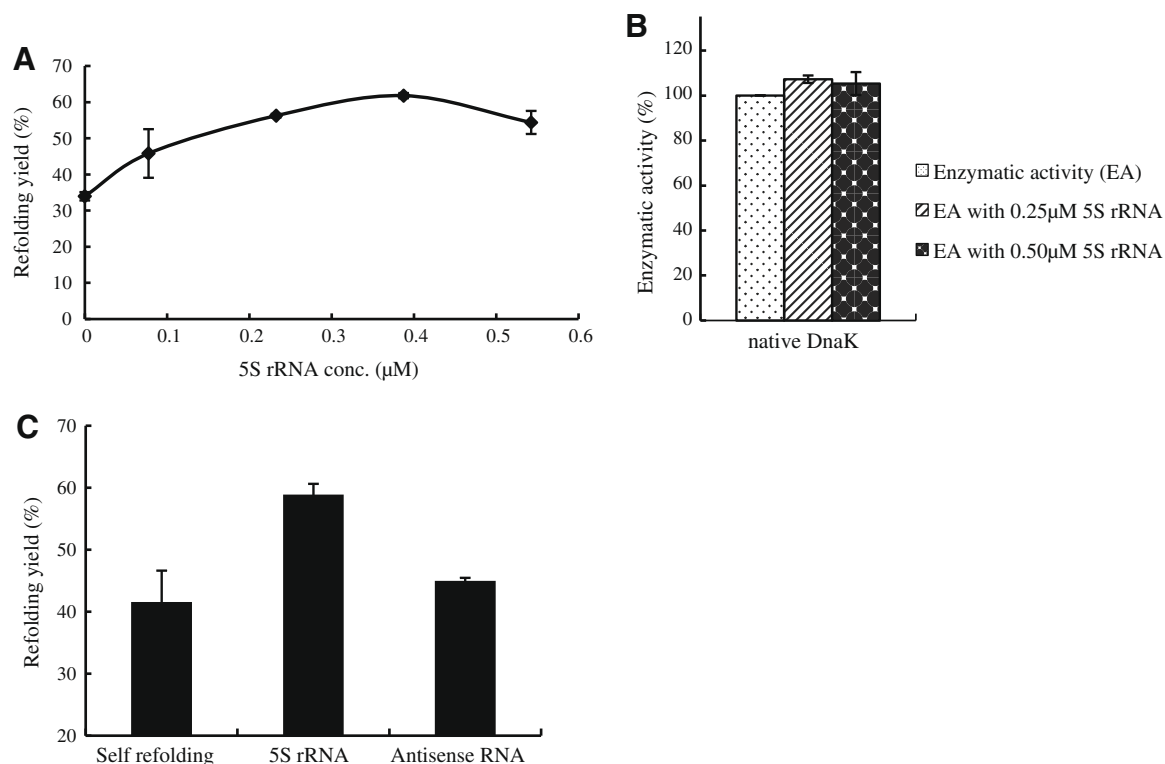 A
Refolding yield (%)
70
60
50
40
30
20
10
0
0
0.1
0.2
0.3
0.4
0.5
0.6
5S rRNA conc. (µM)
B
Enzymatic activity (%)
120
100
80
60
40
20
0
native DnaK
Enzymatic activity (EA)
EA with 0.25µM 5S rRNA
EA with 0.50µM 5S rRNA
C
Refolding yield (%)
70
60
50
40
30
20
Self refolding
5S rRNA
Antisense RNA